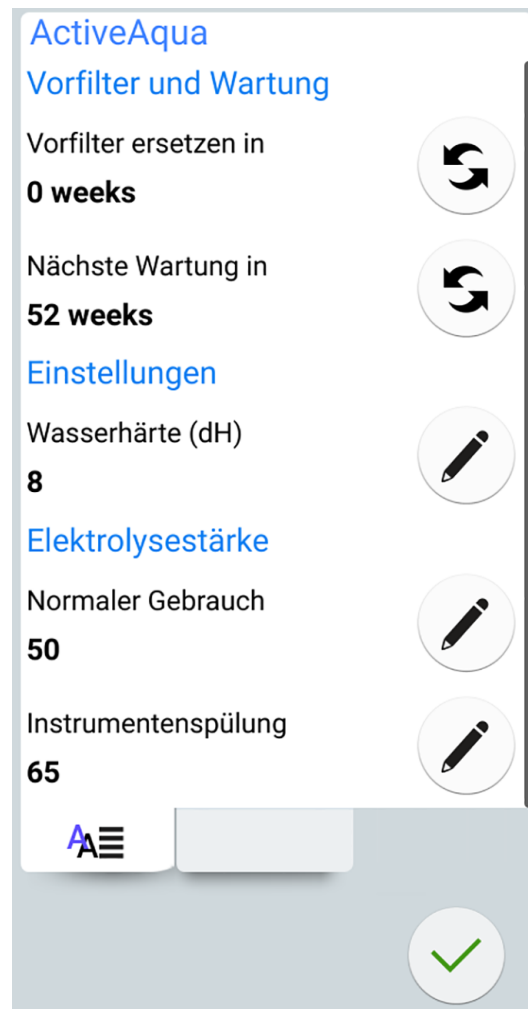 ActiveAqua
Vorfilter und Wartung
Vorfilter ersetzen in
0 weeks
Nächste Wartung in
52 weeks
Einstellungen
Wasserhärte (dH)
8
Elektrolysestärke
Normaler Gebrauch
50
Instrumentenspülung
65
AA